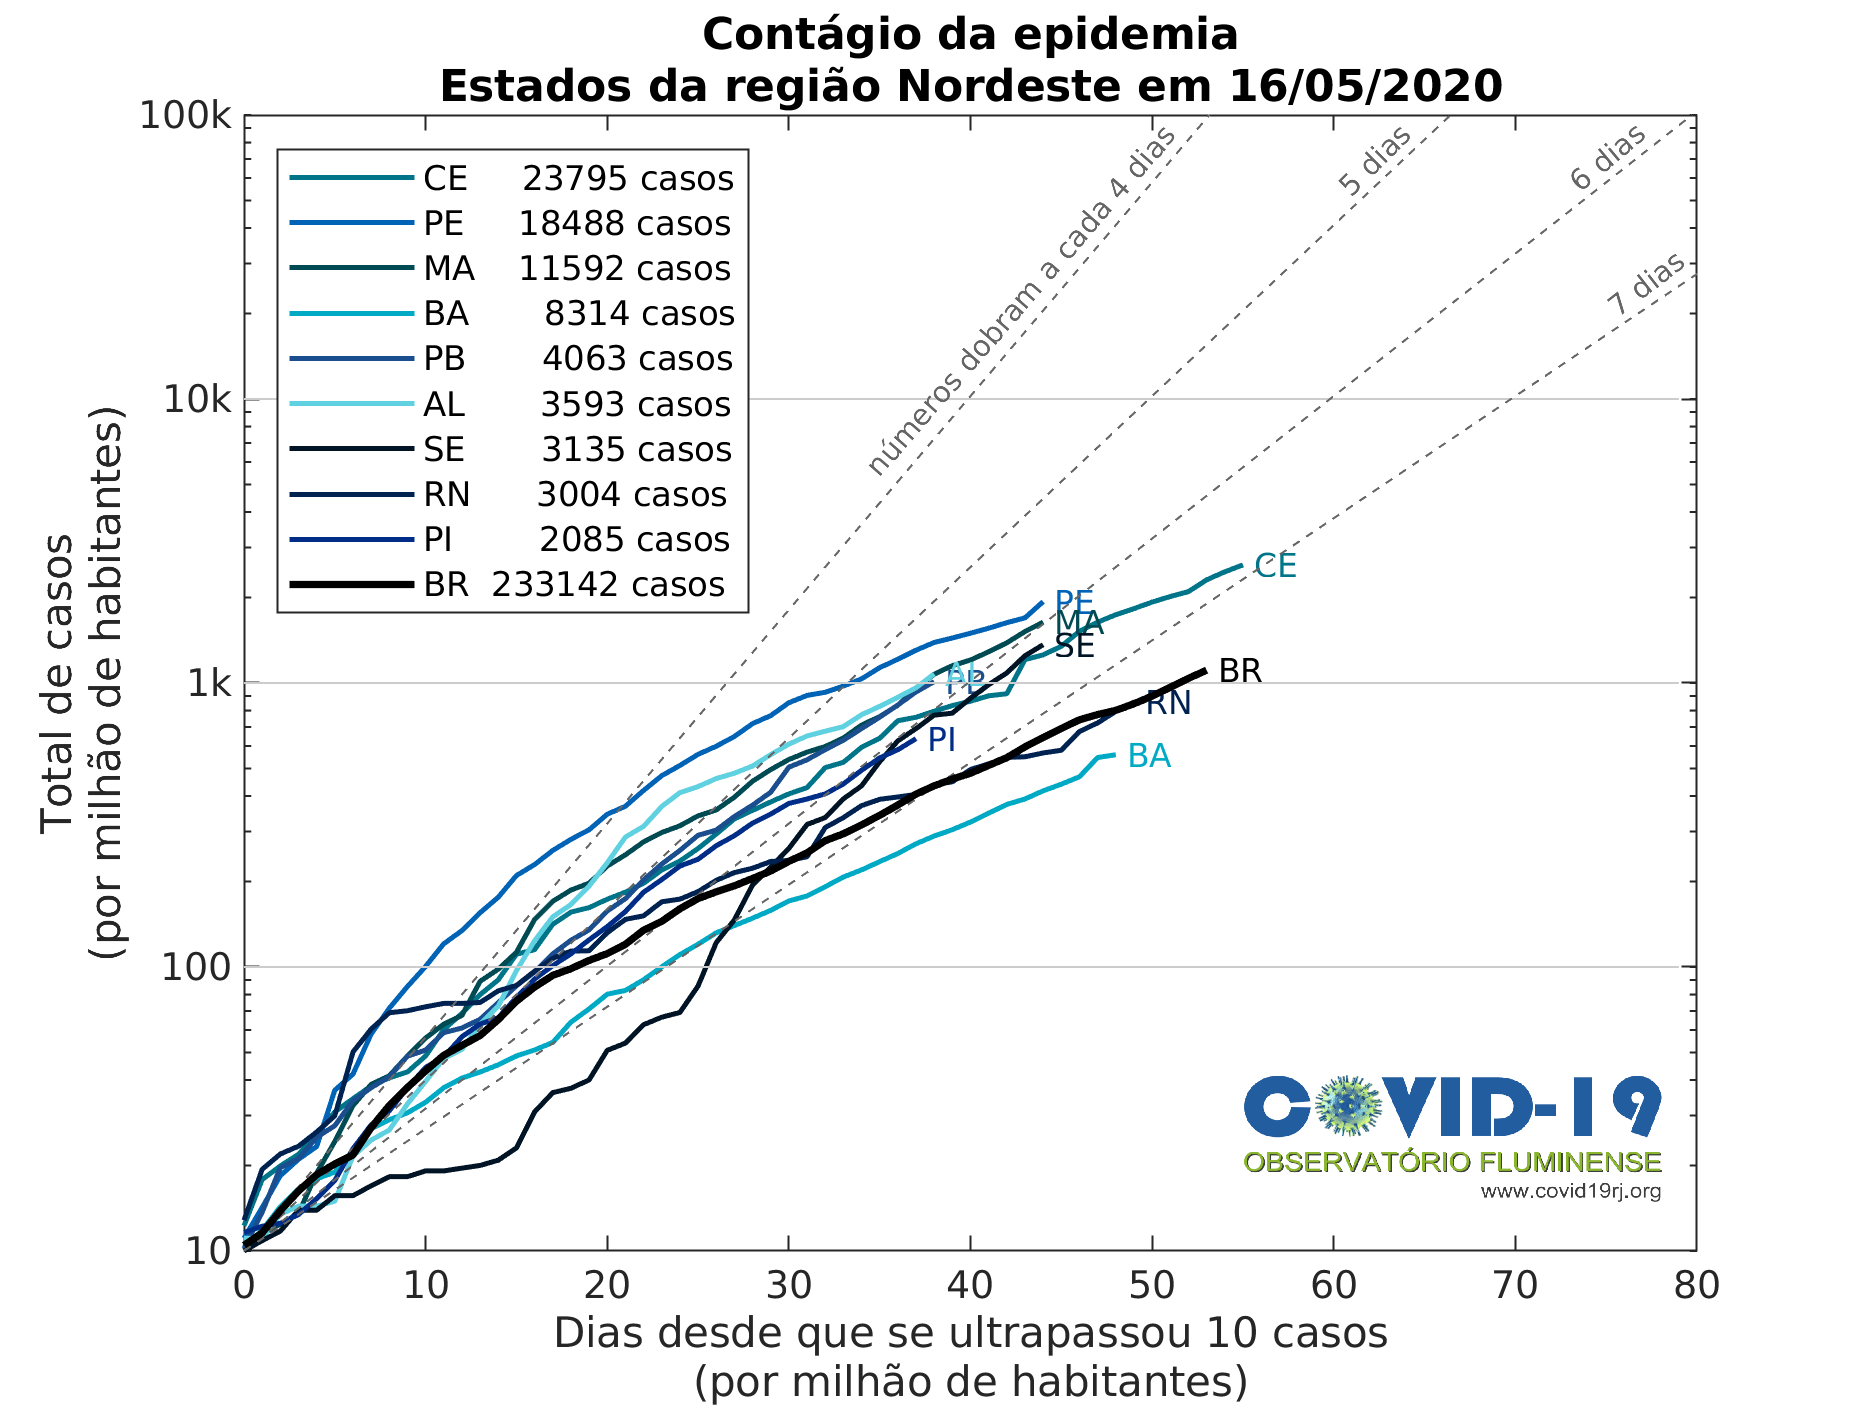 Contágio da epidemia
Estados da região Nordeste em 16/05/2020
100k
10k
1k
100
10
Total de casos
(por milhão de habitantes)
CE 23795 casos
PE 18488 casos
MA 11592 casos
BA 8314 casos
PB 4063 casos
AL 3593 casos
SE 3135 casos
RN 3004 casos
PI 2085 casos
BR 233142 casos
números dobram a cada 4 dias
5 dias
6 dias
7 dias
CE
PE
MA
SE
AL
PB
BR
RN
PI
BA
COVID-19
OBSERVATÓRIO FLUMINENSE
www.covid19rj.org
0 10 20 30 40 50 60 70 80
Dias desde que se ultrapassou 10 casos
(por milhão de habitantes)